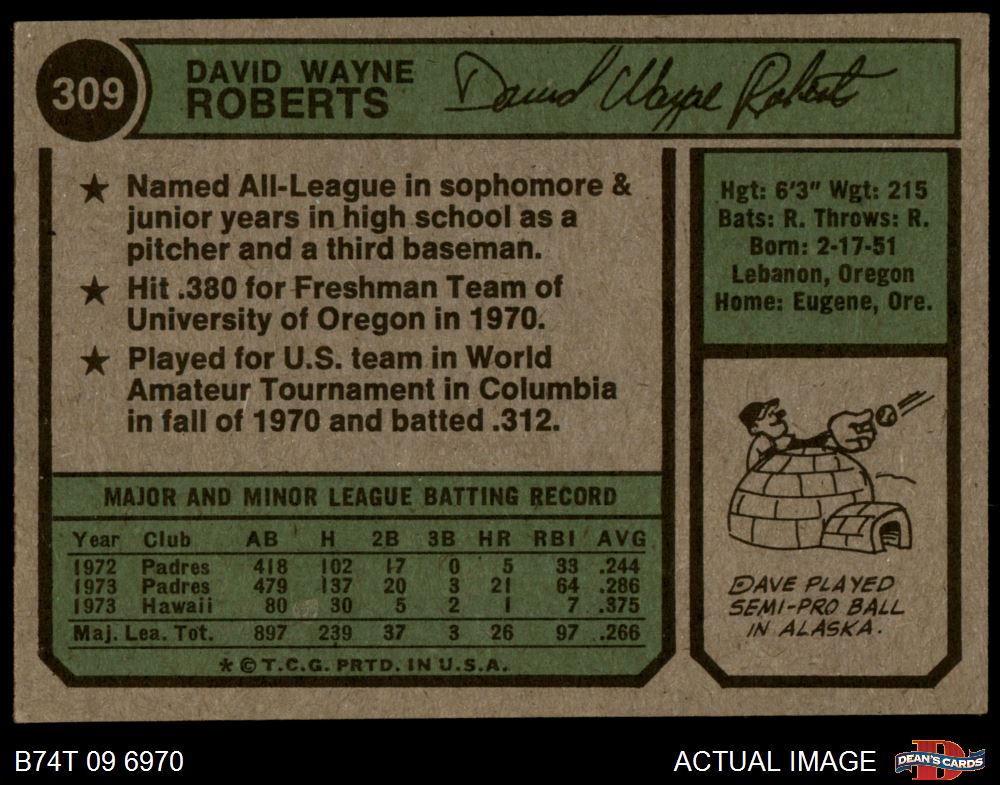 309
DAVID WAYNE
ROBERTS
David Wayne Roberts
★ Named All-League in sophomore &
junior years in high school as a
pitcher and a third baseman.
★ Hit .380 for Freshman Team of
University of Oregon in 1970.
★ Played for U.S. team in World
Amateur Tournament in Columbia
in fall of 1970 and batted .312.
Hgt: 6'3" Wgt: 215
Bats: R. Throws: R.
Born: 2-17-51
Lebanon, Oregon
Home: Eugene, Ore.
MAJOR AND MINOR LEAGUE BATTING RECORD
Year Club AB H 2B 3B HR RBI AVG
1972 Padres 418 102 17 0 5 33 .244
1973 Padres 479 137 20 3 21 64 .286
1973 Hawaii 80 30 5 2 1 7 .375
Maj. Lea. Tot. 897 239 37 3 26 97 .266
* © T.C.G. PRTD. IN U.S.A.
DAVE PLAYED
SEMI-PRO BALL
IN ALASKA.
B74T 09 6970
ACTUAL IMAGE
D
DEAN'S CARDS